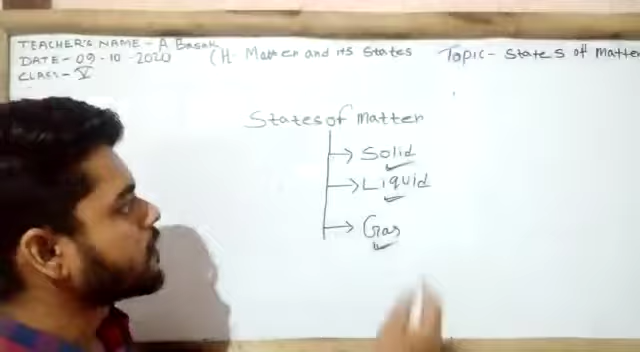 TEACHER'S NAME - A Basak
DATE - 09-10-2020 CH. Matter and its States Topic - States of Matter
CLASS - V
States of matter
Solid
Liquid
Gas